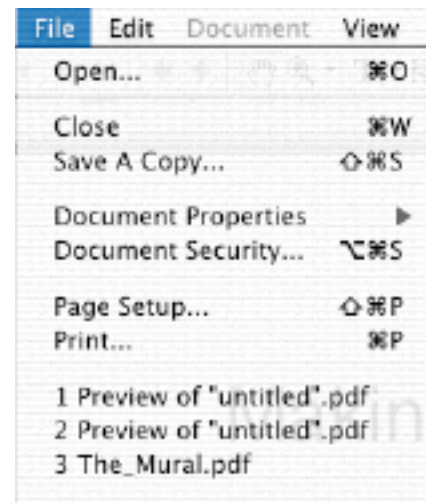 File Edit Document View
Open... ⌘O
Close ⌘W
Save A Copy... ⇧⌘S
Document Properties ▶
Document Security... ⌥⌘S
Page Setup... ⇧⌘P
Print... ⌘P
1 Preview of "untitled".pdf
2 Preview of "untitled".pdf
3 The_Mural.pdf
Makin